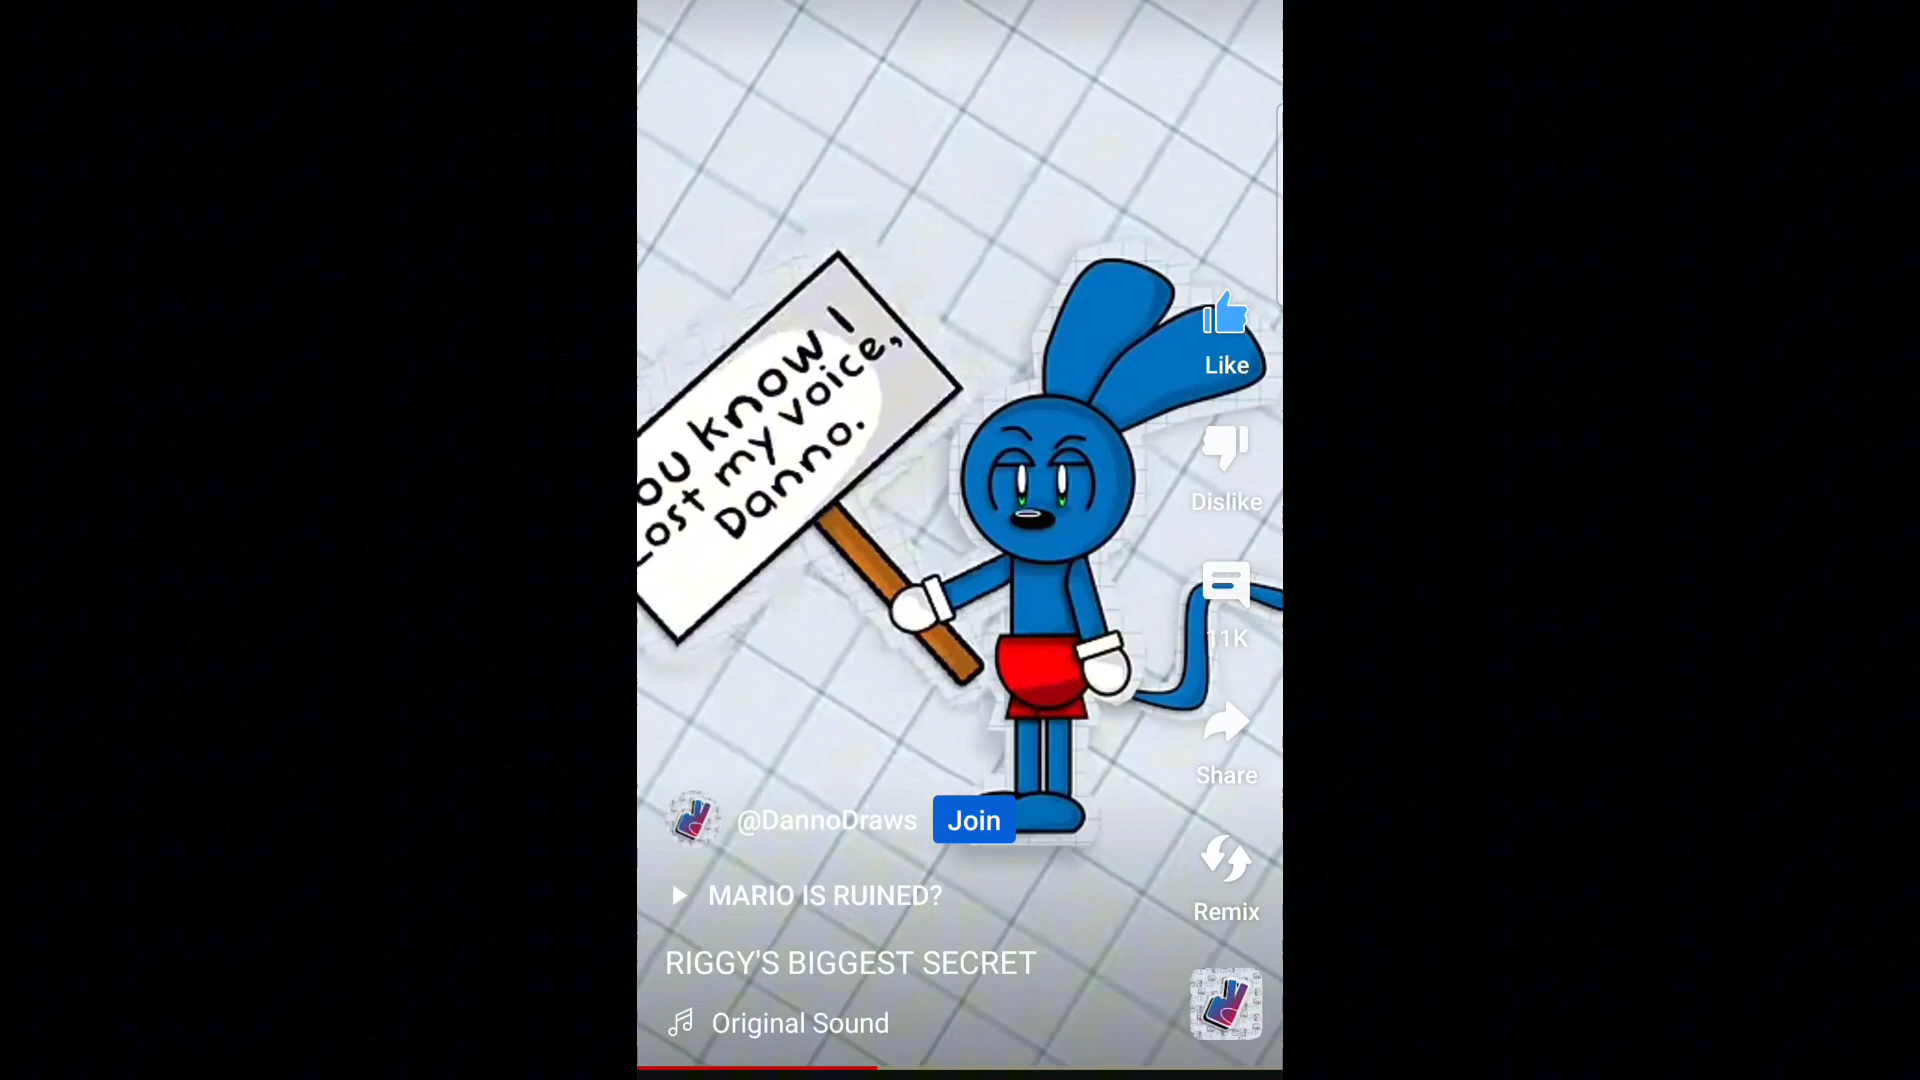 ou know I
Lost my voice,
Danno.
Like
Dislike
11K
Share
@DannoDraws
Join
MARIO IS RUINED?
Remix
RIGGY'S BIGGEST SECRET
Original Sound